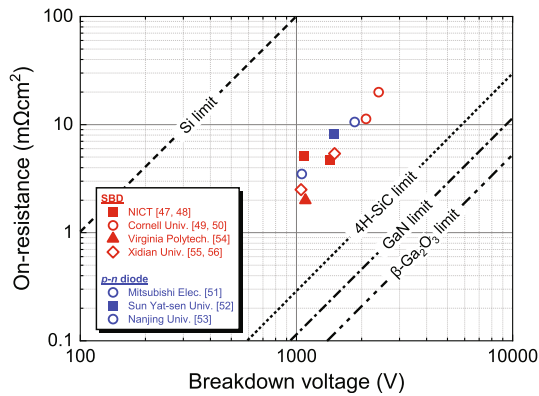 100
10
1
0.1
On-resistance (mΩcm²)
Si limit
4H-SiC limit
GaN limit
β-Ga₂O₃ limit
SBD
NICT [47, 48]
Cornell Univ. [49, 50]
Virginia Polytech. [54]
Xidian Univ. [55, 56]
p-n diode
Mitsubishi Elec. [51]
Sun Yat-sen Univ. [52]
Nanjing Univ. [53]
100
1000
10000
Breakdown voltage (V)